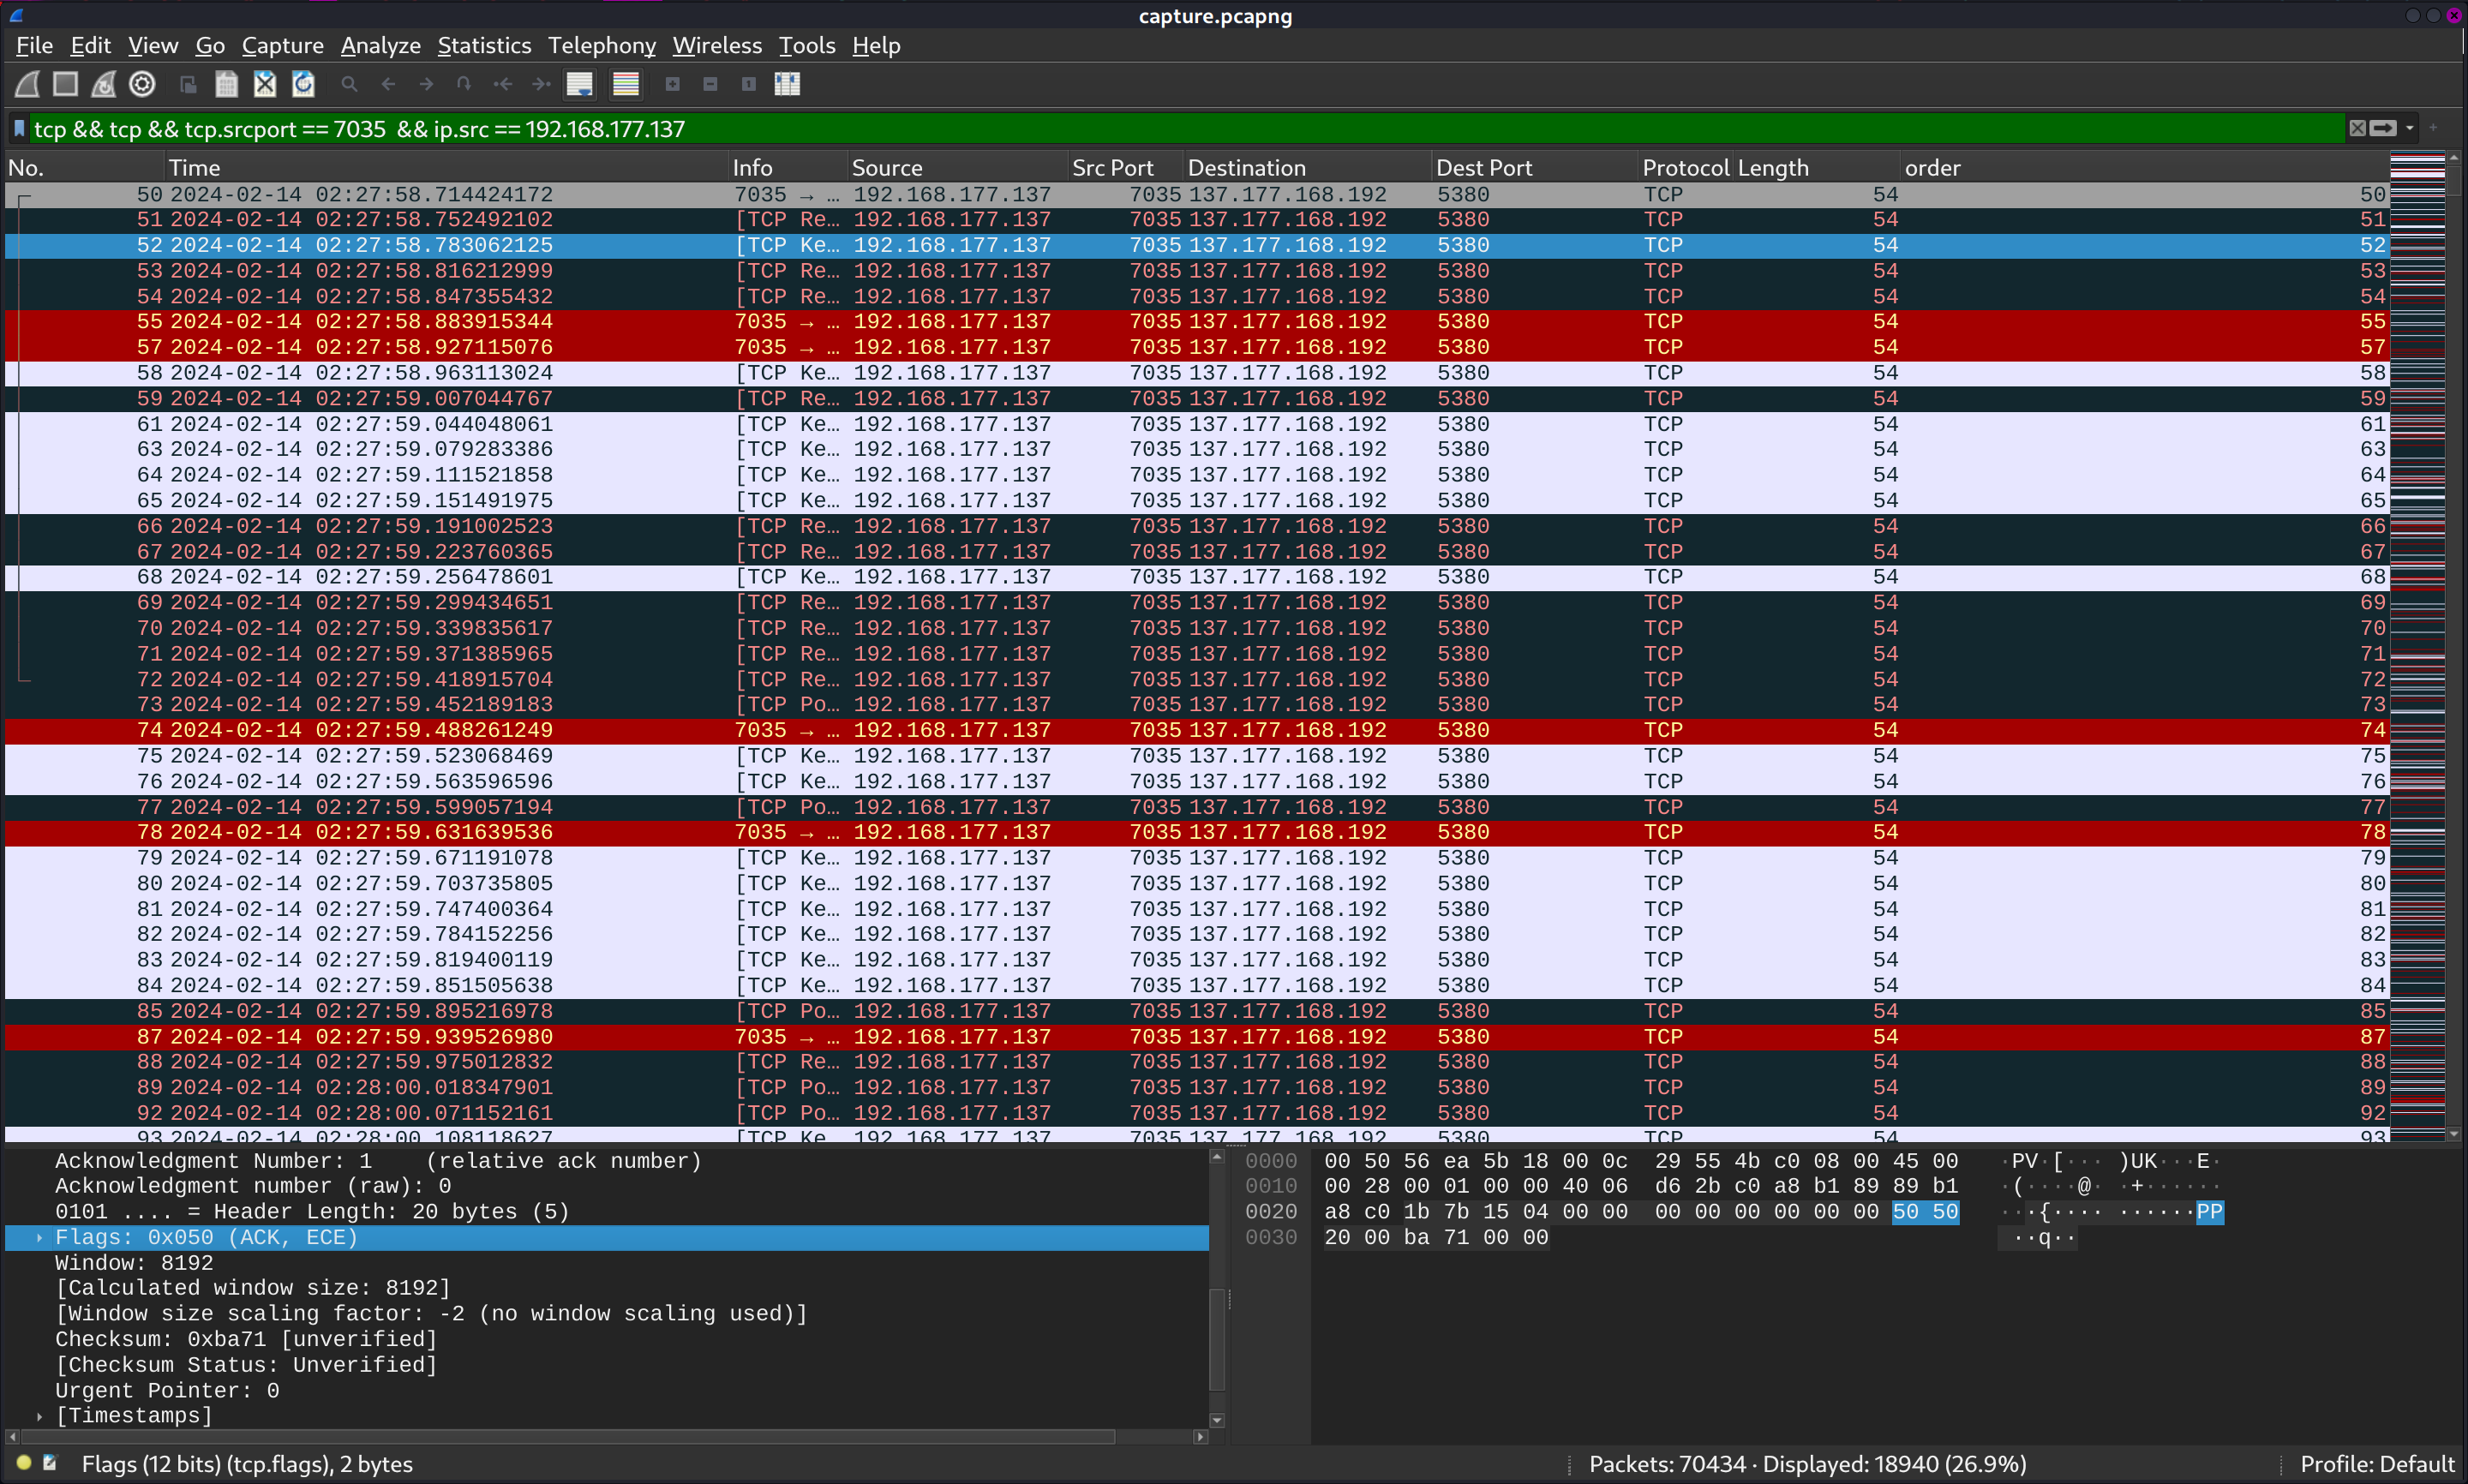 capture.pcapng
File Edit View Go Capture Analyze Statistics Telephony Wireless Tools Help
tcp && tcp && tcp.srcport == 7035  && ip.src == 192.168.177.137
No. Time Info Source Src Port Destination Dest Port Protocol Length order
50 2024-02-14 02:27:58.714424172 7035 → … 192.168.177.137 7035 137.177.168.192 5380 TCP 54 50
51 2024-02-14 02:27:58.752492102 [TCP Re… 192.168.177.137 7035 137.177.168.192 5380 TCP 54 51
52 2024-02-14 02:27:58.783062125 [TCP Ke… 192.168.177.137 7035 137.177.168.192 5380 TCP 54 52
53 2024-02-14 02:27:58.816212999 [TCP Re… 192.168.177.137 7035 137.177.168.192 5380 TCP 54 53
54 2024-02-14 02:27:58.847355432 [TCP Re… 192.168.177.137 7035 137.177.168.192 5380 TCP 54 54
55 2024-02-14 02:27:58.883915344 7035 → … 192.168.177.137 7035 137.177.168.192 5380 TCP 54 55
57 2024-02-14 02:27:58.927115076 7035 → … 192.168.177.137 7035 137.177.168.192 5380 TCP 54 57
58 2024-02-14 02:27:58.963113024 [TCP Ke… 192.168.177.137 7035 137.177.168.192 5380 TCP 54 58
59 2024-02-14 02:27:59.007044767 [TCP Re… 192.168.177.137 7035 137.177.168.192 5380 TCP 54 59
61 2024-02-14 02:27:59.044048061 [TCP Ke… 192.168.177.137 7035 137.177.168.192 5380 TCP 54 61
63 2024-02-14 02:27:59.079283386 [TCP Ke… 192.168.177.137 7035 137.177.168.192 5380 TCP 54 63
64 2024-02-14 02:27:59.111521858 [TCP Ke… 192.168.177.137 7035 137.177.168.192 5380 TCP 54 64
65 2024-02-14 02:27:59.151491975 [TCP Ke… 192.168.177.137 7035 137.177.168.192 5380 TCP 54 65
66 2024-02-14 02:27:59.191002523 [TCP Re… 192.168.177.137 7035 137.177.168.192 5380 TCP 54 66
67 2024-02-14 02:27:59.223760365 [TCP Re… 192.168.177.137 7035 137.177.168.192 5380 TCP 54 67
68 2024-02-14 02:27:59.256478601 [TCP Ke… 192.168.177.137 7035 137.177.168.192 5380 TCP 54 68
69 2024-02-14 02:27:59.299434651 [TCP Re… 192.168.177.137 7035 137.177.168.192 5380 TCP 54 69
70 2024-02-14 02:27:59.339835617 [TCP Re… 192.168.177.137 7035 137.177.168.192 5380 TCP 54 70
71 2024-02-14 02:27:59.371385965 [TCP Re… 192.168.177.137 7035 137.177.168.192 5380 TCP 54 71
72 2024-02-14 02:27:59.418915704 [TCP Re… 192.168.177.137 7035 137.177.168.192 5380 TCP 54 72
73 2024-02-14 02:27:59.452189183 [TCP Po… 192.168.177.137 7035 137.177.168.192 5380 TCP 54 73
74 2024-02-14 02:27:59.488261249 7035 → … 192.168.177.137 7035 137.177.168.192 5380 TCP 54 74
75 2024-02-14 02:27:59.523068469 [TCP Ke… 192.168.177.137 7035 137.177.168.192 5380 TCP 54 75
76 2024-02-14 02:27:59.563596596 [TCP Ke… 192.168.177.137 7035 137.177.168.192 5380 TCP 54 76
77 2024-02-14 02:27:59.599057194 [TCP Po… 192.168.177.137 7035 137.177.168.192 5380 TCP 54 77
78 2024-02-14 02:27:59.631639536 7035 → … 192.168.177.137 7035 137.177.168.192 5380 TCP 54 78
79 2024-02-14 02:27:59.671191078 [TCP Ke… 192.168.177.137 7035 137.177.168.192 5380 TCP 54 79
80 2024-02-14 02:27:59.703735805 [TCP Ke… 192.168.177.137 7035 137.177.168.192 5380 TCP 54 80
81 2024-02-14 02:27:59.747400364 [TCP Ke… 192.168.177.137 7035 137.177.168.192 5380 TCP 54 81
82 2024-02-14 02:27:59.784152256 [TCP Ke… 192.168.177.137 7035 137.177.168.192 5380 TCP 54 82
83 2024-02-14 02:27:59.819400119 [TCP Ke… 192.168.177.137 7035 137.177.168.192 5380 TCP 54 83
84 2024-02-14 02:27:59.851505638 [TCP Ke… 192.168.177.137 7035 137.177.168.192 5380 TCP 54 84
85 2024-02-14 02:27:59.895216978 [TCP Po… 192.168.177.137 7035 137.177.168.192 5380 TCP 54 85
87 2024-02-14 02:27:59.939526980 7035 → … 192.168.177.137 7035 137.177.168.192 5380 TCP 54 87
88 2024-02-14 02:27:59.975012832 [TCP Re… 192.168.177.137 7035 137.177.168.192 5380 TCP 54 88
89 2024-02-14 02:28:00.018347901 [TCP Po… 192.168.177.137 7035 137.177.168.192 5380 TCP 54 89
92 2024-02-14 02:28:00.071152161 [TCP Po… 192.168.177.137 7035 137.177.168.192 5380 TCP 54 92
93 2024-02-14 02:28:00.108118627 [TCP Ke… 192.168.177.137 7035 137.177.168.192 5380 TCP 54 93
Acknowledgment Number: 1    (relative ack number)
Acknowledgment number (raw): 0
0101 .... = Header Length: 20 bytes (5)
Flags: 0x050 (ACK, ECE)
Window: 8192
[Calculated window size: 8192]
[Window size scaling factor: -2 (no window scaling used)]
Checksum: 0xba71 [unverified]
[Checksum Status: Unverified]
Urgent Pointer: 0
[Timestamps]
0000 00 50 56 ea 5b 18 00 0c 29 55 4b c0 08 00 45 00 ·PV·[··· )UK···E·
0010 00 28 00 01 00 00 40 06 d6 2b c0 a8 b1 89 89 b1 ·(····@· ·+······
0020 a8 c0 1b 7b 15 04 00 00 00 00 00 00 00 00 50 50 ···{···· ······PP
0030 20 00 ba 71 00 00 ··q··
Flags (12 bits) (tcp.flags), 2 bytes
Packets: 70434 · Displayed: 18940 (26.9%)
Profile: Default